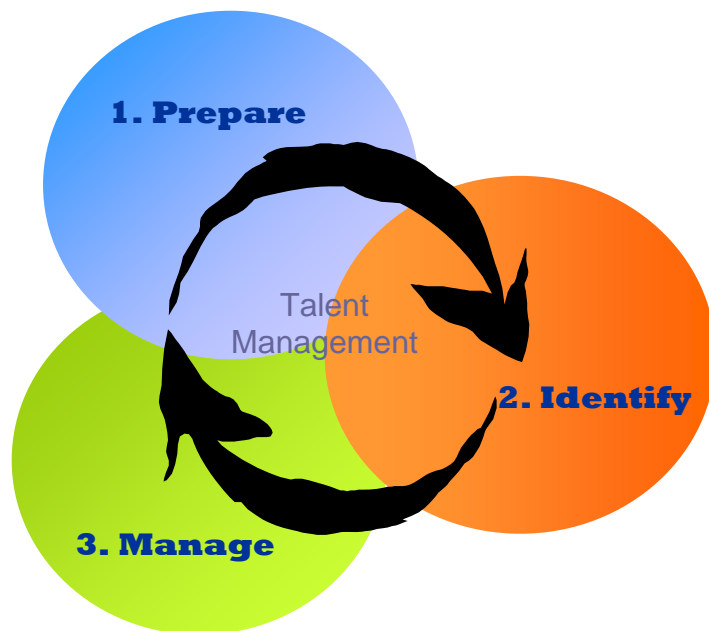 1. Prepare
Talent
Management
2. Identify
3. Manage